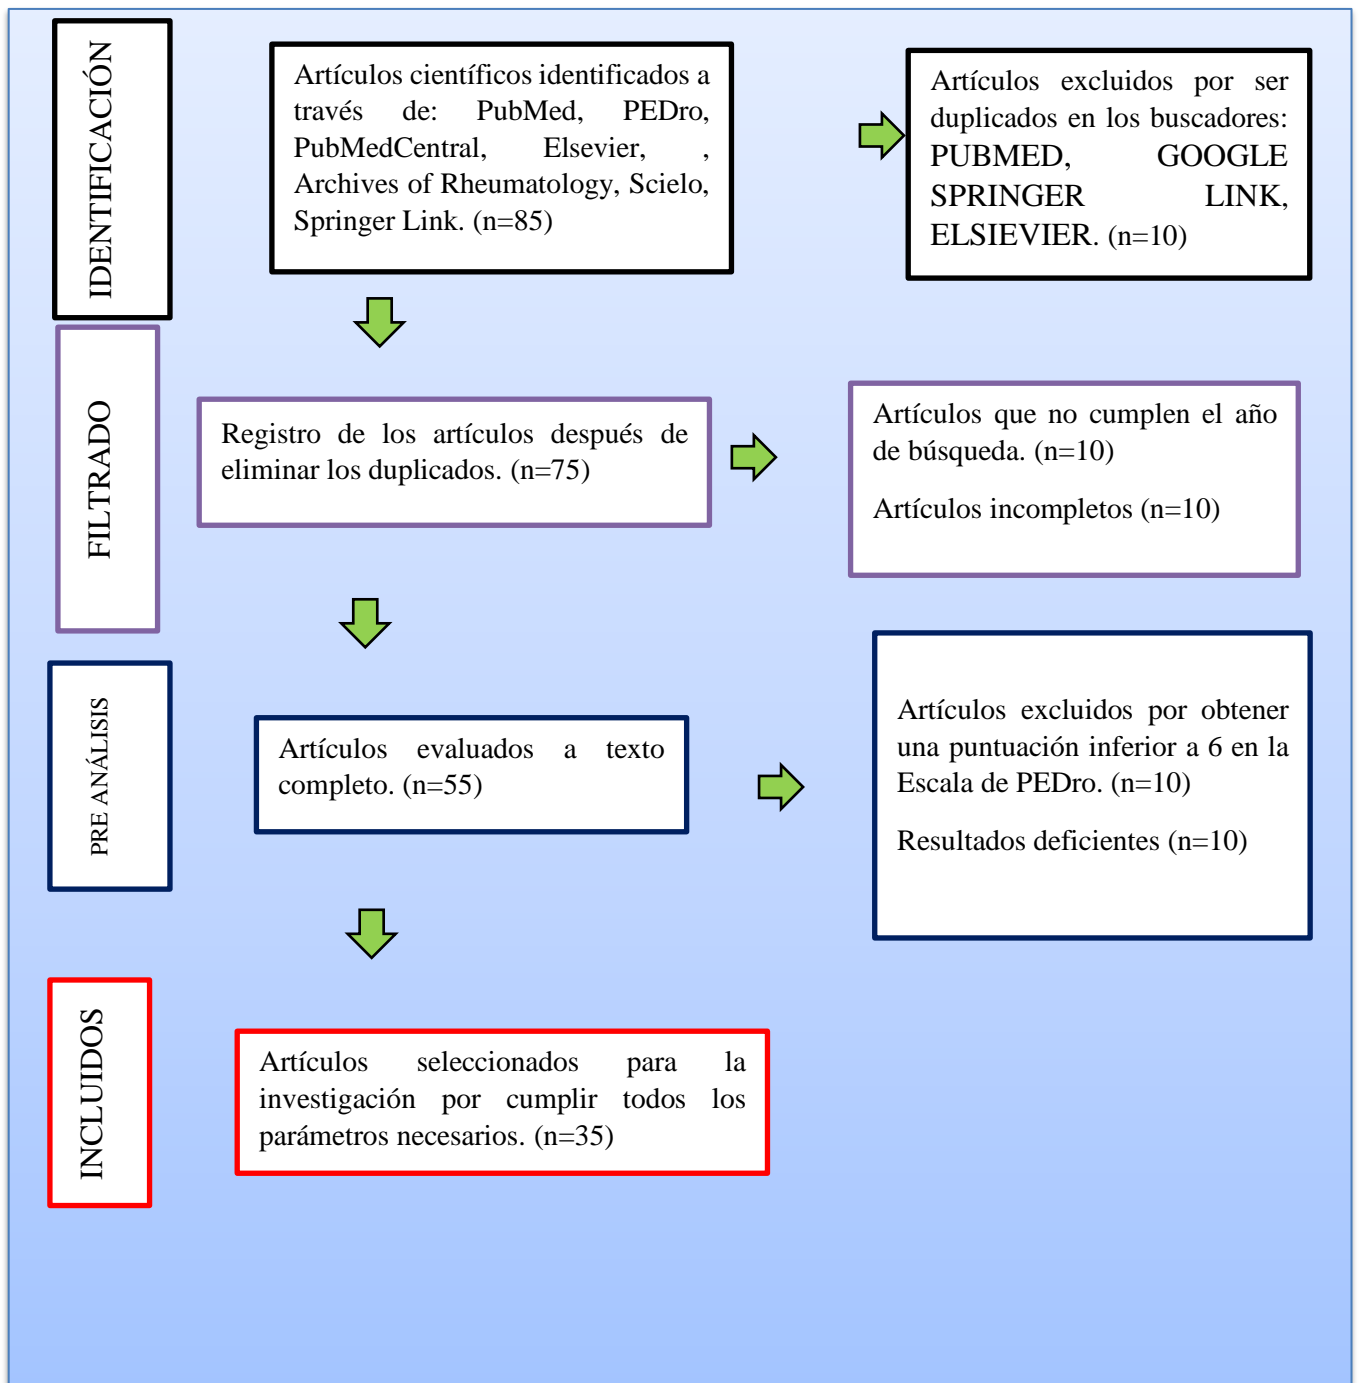 IDENTIFICACIÓN
Artículos científicos identificados a
través de: PubMed, PEDro,
PubMedCentral, Elsevier, ,
Archives of Rheumatology, Scielo,
Springer Link. (n=85)
Artículos excluidos por ser
duplicados en los buscadores:
PUBMED, GOOGLE
SPRINGER LINK,
ELSIEVIER. (n=10)
FILTRADO
Registro de los artículos después de
eliminar los duplicados. (n=75)
Artículos que no cumplen el año
de búsqueda. (n=10)
Artículos incompletos (n=10)
PRE ANÁLISIS
Artículos evaluados a texto
completo. (n=55)
Artículos excluidos por obtener
una puntuación inferior a 6 en la
Escala de PEDro. (n=10)
Resultados deficientes (n=10)
INCLUIDOS
Artículos seleccionados para la
investigación por cumplir todos los
parámetros necesarios. (n=35)